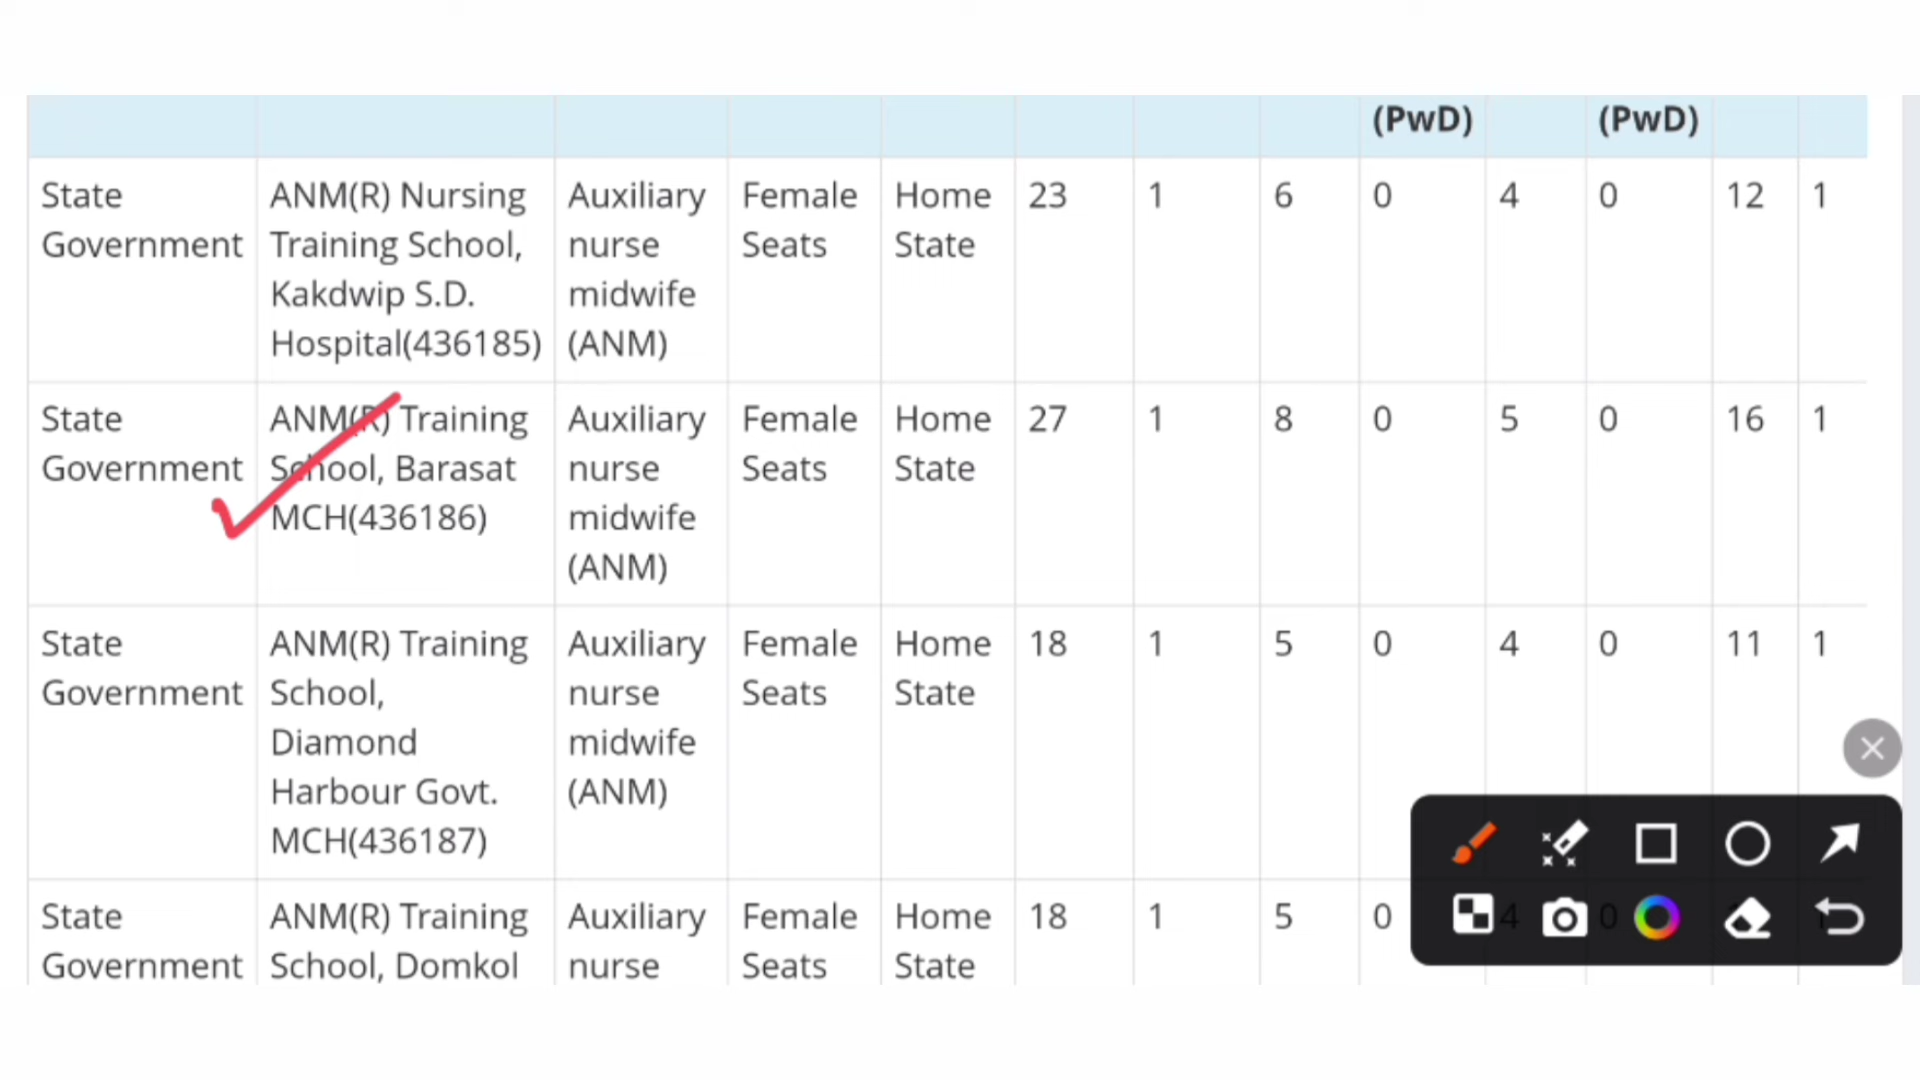 (PwD) (PwD)
State ANM(R) Nursing Auxiliary Female Home 23 1 6 0 4 0 12 1
Government Training School, nurse Seats State
Kakdwip S.D. midwife
Hospital(436185) (ANM)
State ANM(R) Training Auxiliary Female Home 27 1 8 0 5 0 16 1
Government School, Barasat nurse Seats State
MCH(436186) midwife
(ANM)
State ANM(R) Training Auxiliary Female Home 18 1 5 0 4 0 11 1
Government School, nurse Seats State
Diamond midwife
Harbour Govt. (ANM)
MCH(436187)
State ANM(R) Training Auxiliary Female Home 18 1 5 0 4 0
Government School, Domkol nurse Seats State